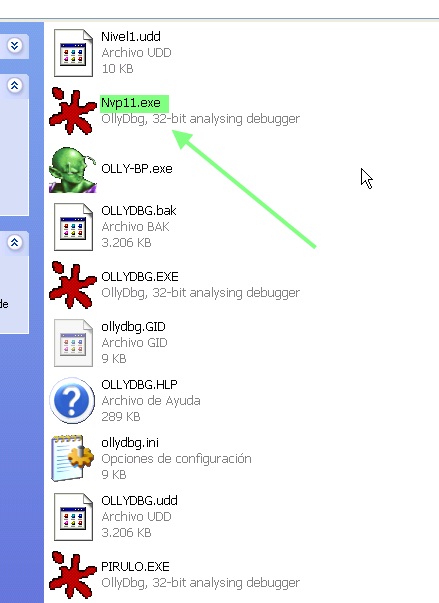 Nivel1.udd
Archivo UDD
10 KB
Nvp11.exe
OllyDbg, 32-bit analysing debugger
OLLY-BP.exe
OLLYDBG.bak
Archivo BAK
3.206 KB
OLLYDBG.EXE
OllyDbg, 32-bit analysing debugger
ollydbg.GID
Archivo GID
9 KB
de
OLLYDBG.HLP
Archivo de Ayuda
289 KB
ollydbg.ini
Opciones de configuración
9 KB
OLLYDBG.udd
Archivo UDD
3.206 KB
PIRULO.EXE
OllyDbg, 32-bit analysing debugger